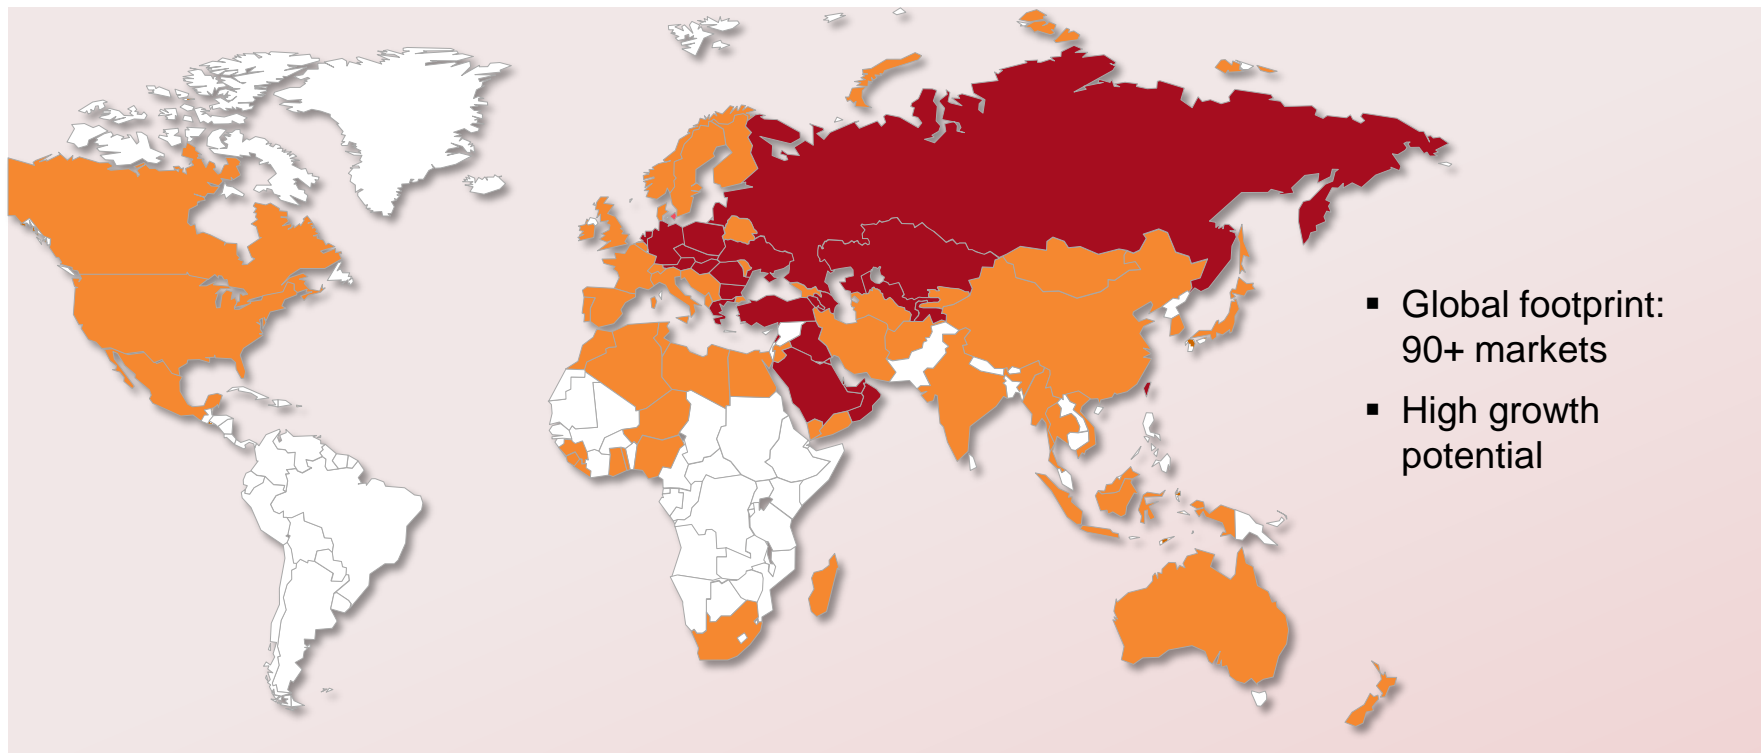 ▪ Global footprint:
90+ markets
▪ High growth
potential